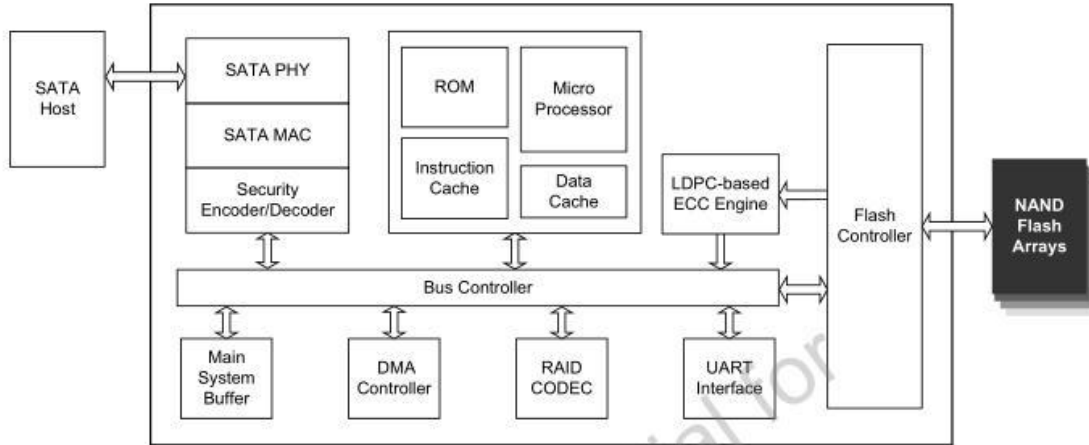 SATA
Host
SATA PHY
SATA MAC
Security
Encoder/Decoder
ROM
Micro
Processor
Instruction
Cache
Data
Cache
LDPC-based
ECC Engine
Flash
Controller
NAND
Flash
Arrays
Bus Controller
Main
System
Buffer
DMA
Controller
RAID
CODEC
UART
Interface
for